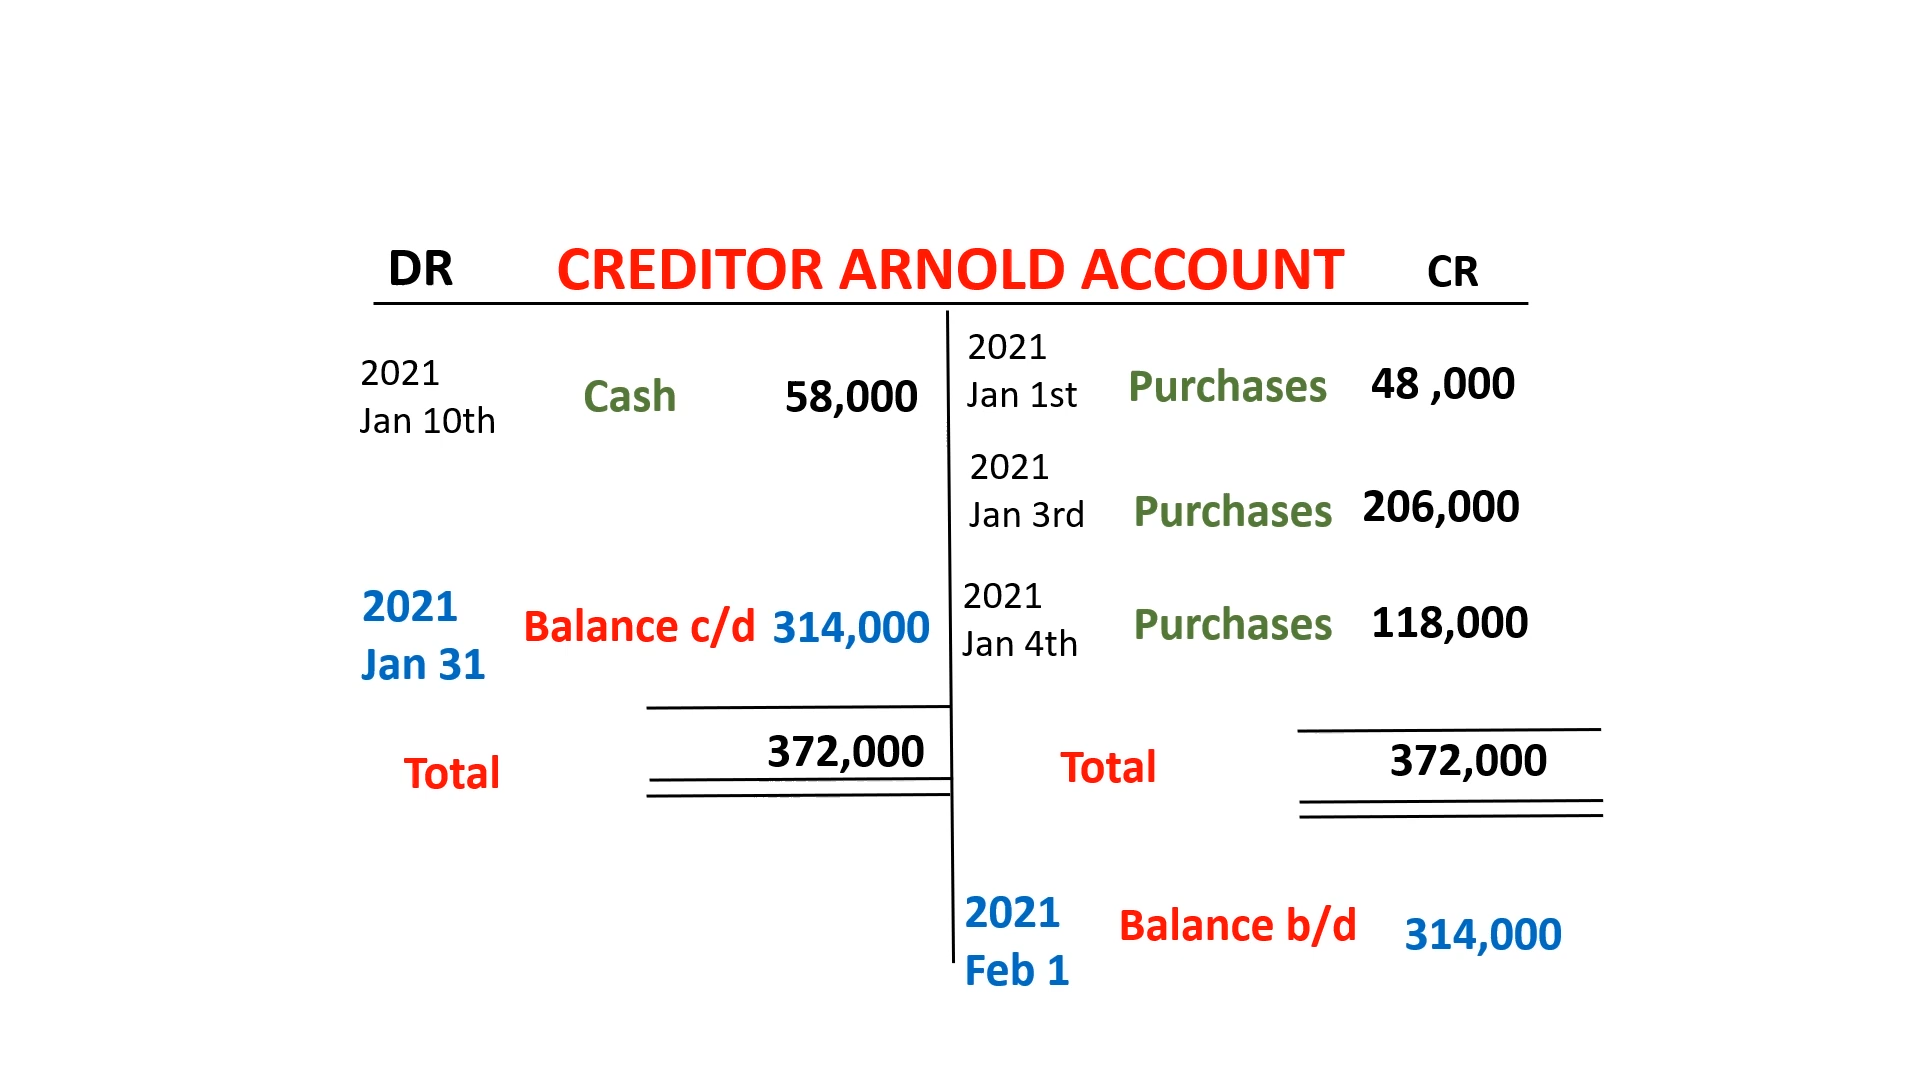 DR CREDITOR ARNOLD ACCOUNT CR
2021
Jan 10th Cash 58,000
2021
Jan 31 Balance c/d 314,000
Total 372,000
2021
Jan 1st Purchases 48 ,000
2021
Jan 3rd Purchases 206,000
2021
Jan 4th Purchases 118,000
Total 372,000
2021
Feb 1 Balance b/d 314,000